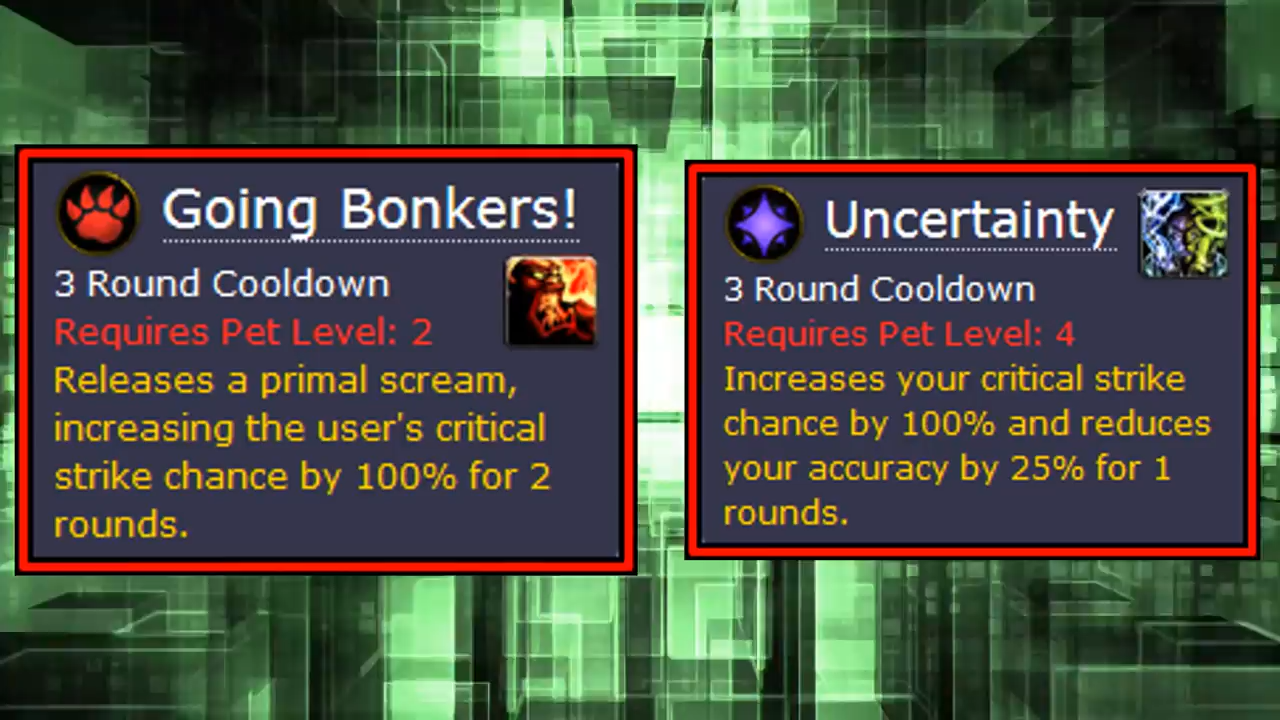 Going Bonkers!
3 Round Cooldown
Requires Pet Level: 2
Releases a primal scream,
increasing the user's critical
strike chance by 100% for 2
rounds.
Uncertainty
3 Round Cooldown
Requires Pet Level: 4
Increases your critical strike
chance by 100% and reduces
your accuracy by 25% for 1
rounds.